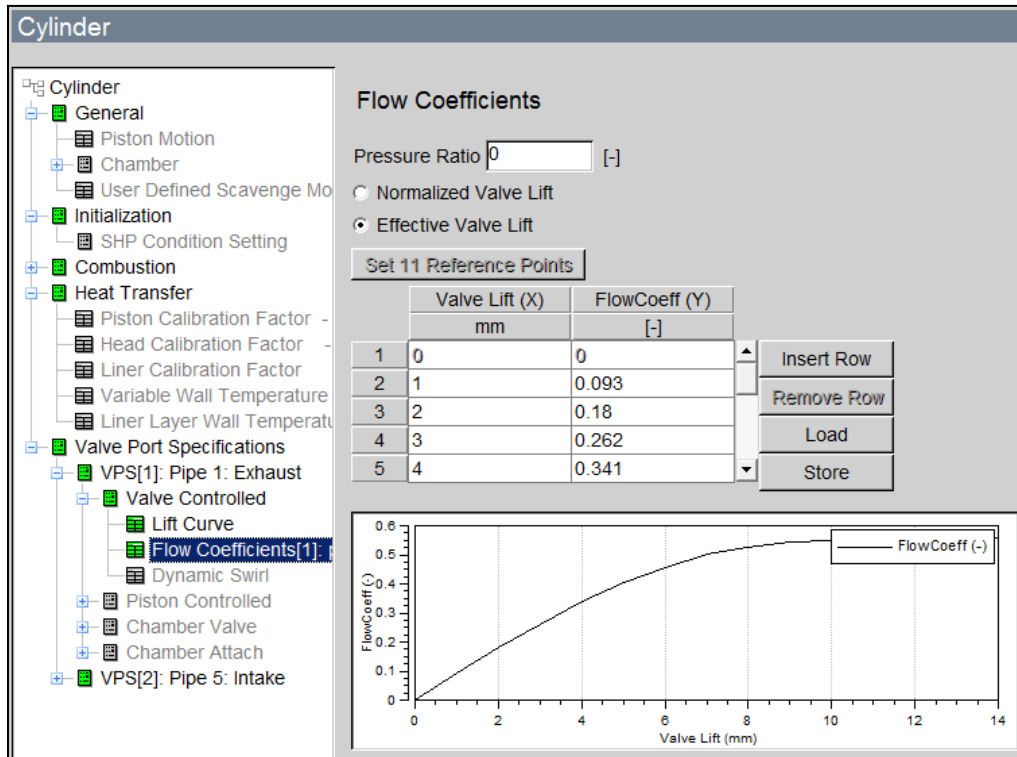 Cylinder
Cylinder
General
Piston Motion
Chamber
User Defined Scavenge Mo
Initialization
SHP Condition Setting
Combustion
Heat Transfer
Piston Calibration Factor -
Head Calibration Factor -
Liner Calibration Factor
Variable Wall Temperature
Liner Layer Wall Temperatu
Valve Port Specifications
VPS[1]: Pipe 1: Exhaust
Valve Controlled
Lift Curve
Flow Coefficients[1]: p
Dynamic Swirl
Piston Controlled
Chamber Valve
Chamber Attach
VPS[2]: Pipe 5: Intake
Flow Coefficients
Pressure Ratio 0 [-]
Normalized Valve Lift
Effective Valve Lift
Set 11 Reference Points
Valve Lift (X) FlowCoeff (Y)
mm [-]
1 0 0
2 1 0.093
3 2 0.18
4 3 0.262
5 4 0.341
Insert Row
Remove Row
Load
Store
FlowCoeff (-)
FlowCoeff (-)
0.6
0.5
0.4
0.3
0.2
0.1
0
0 2 4 6 8 10 12 14
Valve Lift (mm)